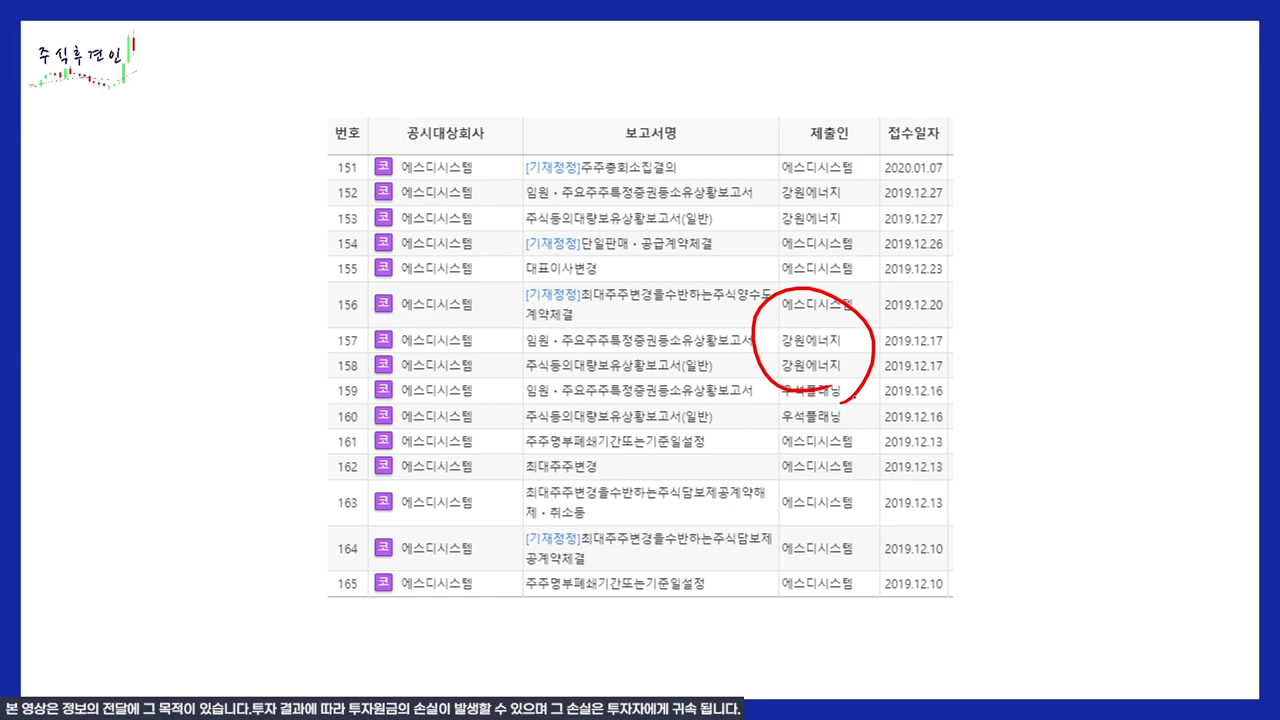 주식후견인
번호 공시대상회사 보고서명 제출인 접수일자
151 코 에스디시스템 [기재정정]주주총회소집결의 에스디시스템 2020.01.07
152 코 에스디시스템 임원ㆍ주요주주특정증권등소유상황보고서 강원에너지 2019.12.27
153 코 에스디시스템 주식등의대량보유상황보고서(일반) 강원에너지 2019.12.27
154 코 에스디시스템 [기재정정]단일판매ㆍ공급계약체결 에스디시스템 2019.12.26
155 코 에스디시스템 대표이사변경 에스디시스템 2019.12.23
156 코 에스디시스템 [기재정정]최대주주변경을수반하는주식양수도
계약체결 에스디시스템 2019.12.20
157 코 에스디시스템 임원ㆍ주요주주특정증권등소유상황보고서 강원에너지 2019.12.17
158 코 에스디시스템 주식등의대량보유상황보고서(일반) 강원에너지 2019.12.17
159 코 에스디시스템 임원ㆍ주요주주특정증권등소유상황보고서 우석플래닝 2019.12.16
160 코 에스디시스템 주식등의대량보유상황보고서(일반) 우석플래닝 2019.12.16
161 코 에스디시스템 주주명부폐쇄기간또는기준일설정 에스디시스템 2019.12.13
162 코 에스디시스템 최대주주변경 에스디시스템 2019.12.13
163 코 에스디시스템 최대주주변경을수반하는주식담보제공계약해
제ㆍ취소등 에스디시스템 2019.12.13
164 코 에스디시스템 [기재정정]최대주주변경을수반하는주식담보제
공계약체결 에스디시스템 2019.12.10
165 코 에스디시스템 주주명부폐쇄기간또는기준일설정 에스디시스템 2019.12.10
본 영상은 정보의 전달에 그 목적이 있습니다.투자 결과에 따라 투자원금의 손실이 발생할 수 있으며 그 손실은 투자자에게 귀속 됩니다.